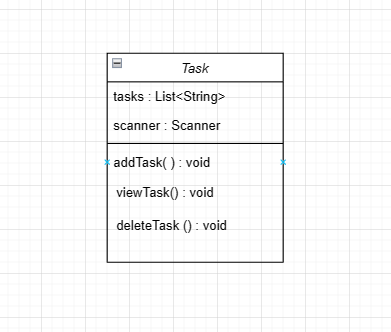 Task
tasks : List<String>
scanner : Scanner
addTask( ) : void
viewTask() : void
deleteTask () : void